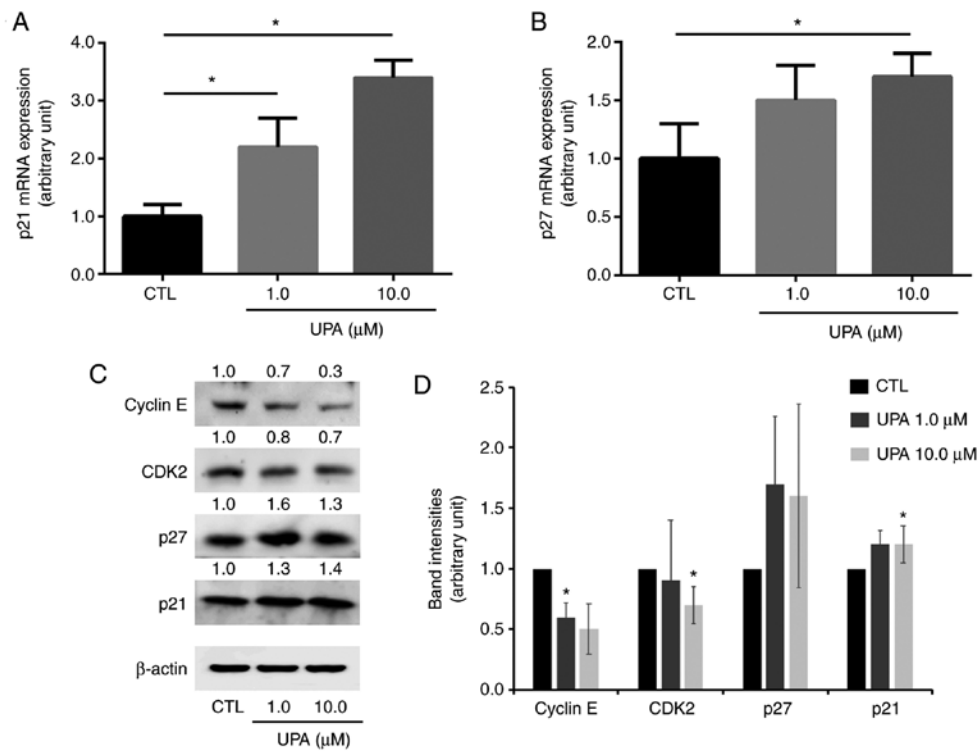 A
p21 mRNA expression
(arbitrary unit)
4.0
3.0
2.0
1.0
0.0
*
*
CTL
1.0
10.0
UPA (μM)
B
p27 mRNA expression
(arbitrary unit)
2.0
1.5
1.0
0.5
0.0
*
CTL
1.0
10.0
UPA (μM)
C
1.0 0.7 0.3
Cyclin E
1.0 0.8 0.7
CDK2
1.0 1.6 1.3
p27
1.0 1.3 1.4
p21
β-actin
CTL 1.0 10.0
UPA (μM)
D
Band intensities
(arbitrary unit)
2.5
2.0
1.5
1.0
0.5
0.0
CTL
UPA 1.0 μM
UPA 10.0 μM
*
*
*
Cyclin E
CDK2
p27
p21